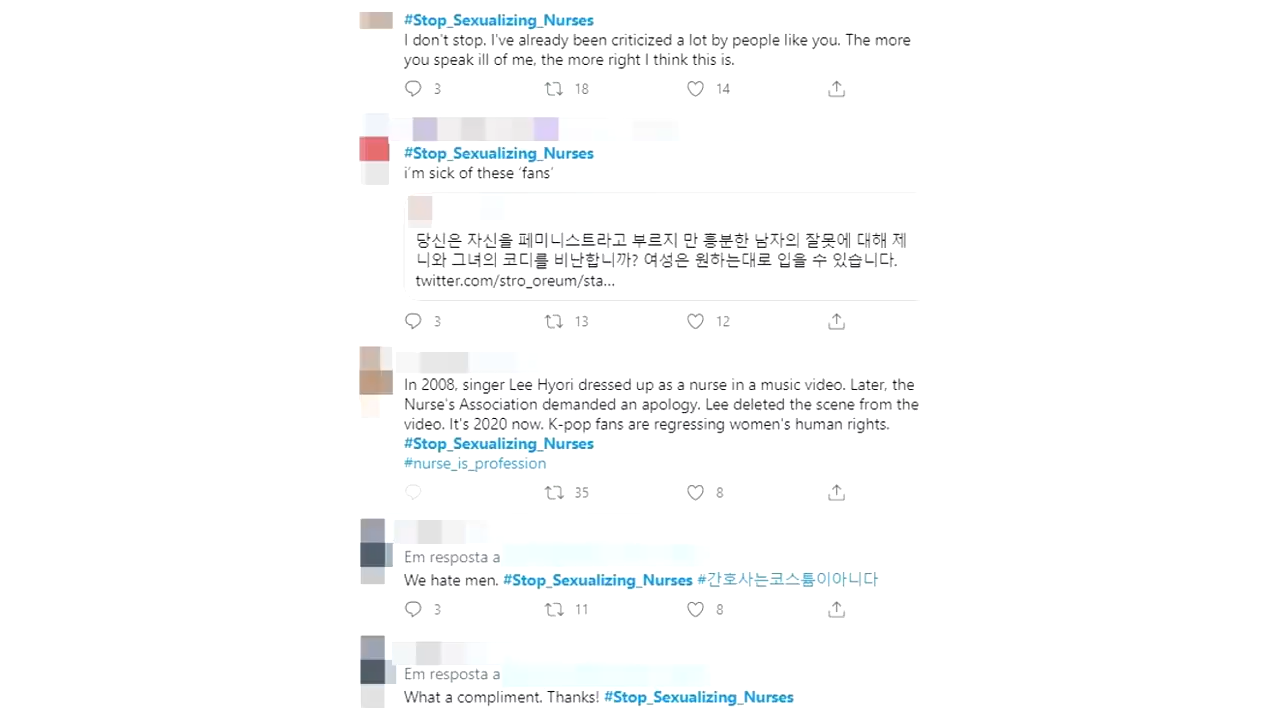 #Stop_Sexualizing_Nurses
I don't stop. I've already been criticized a lot by people like you. The more
you speak ill of me, the more right I think this is.
3 18 14
#Stop_Sexualizing_Nurses
i'm sick of these 'fans'
당신은 자신을 페미니스트라고 부르지 만 흥분한 남자의 잘못에 대해 제
니와 그녀의 코디를 비난합니까? 여성은 원하는대로 입을 수 있습니다.
twitter.com/stro_oreum/sta...
3 13 12
In 2008, singer Lee Hyori dressed up as a nurse in a music video. Later, the
Nurse's Association demanded an apology. Lee deleted the scene from the
video. It's 2020 now. K-pop fans are regressing women's human rights.
#Stop_Sexualizing_Nurses
#nurse_is_profession
35 8
Em resposta a
We hate men. #Stop_Sexualizing_Nurses #간호사는코스튬이아니다
3 11 8
Em resposta a
What a compliment. Thanks! #Stop_Sexualizing_Nurses